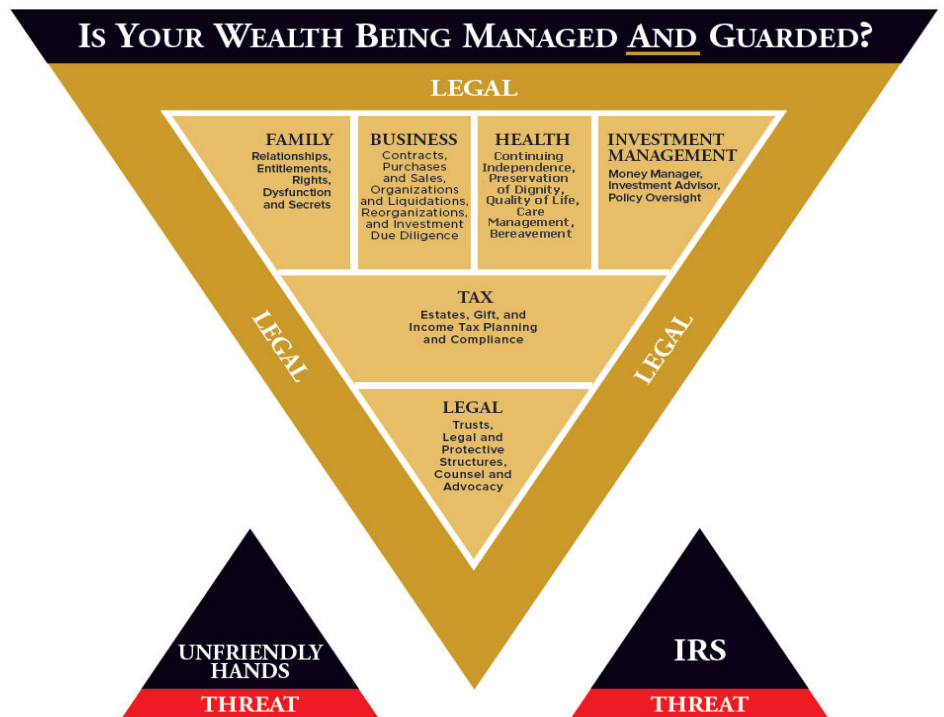 IS YOUR WEALTH BEING MANAGED AND GUARDED?
LEGAL
FAMILY
Relationships,
Entitlements,
Rights,
Dysfunction
and Secrets
BUSINESS
Contracts,
Purchases
and Sales,
Organizations
and Liquidations,
Reorganizations,
and Investment
Due Diligence
HEALTH
Continuing
Independence,
Preservation
of Dignity,
Quality of Life,
Care
Management,
Bereavement
INVESTMENT
MANAGEMENT
Money Manager,
Investment Advisor,
Policy Oversight
TAX
Estates, Gift, and
Income Tax Planning
and Compliance
LEGAL
LEGAL
LEGAL
Trusts,
Legal and
Protective
Structures,
Counsel and
Advocacy
UNFRIENDLY
HANDS
THREAT
IRS
THREAT